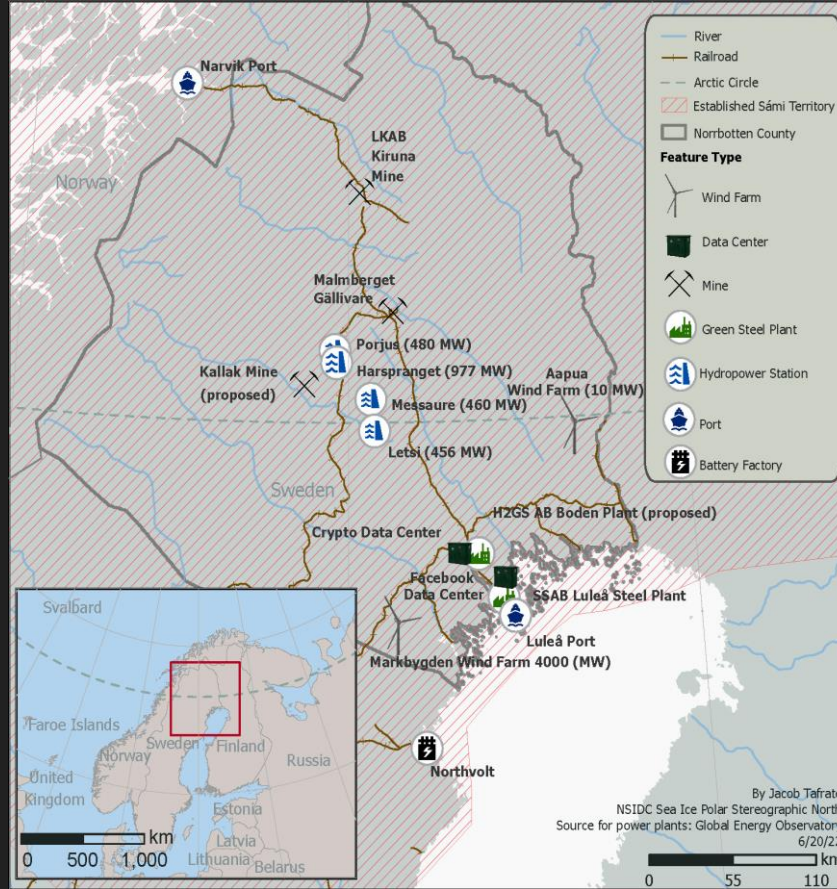 Narvik Port
LKAB
Kiruna
Mine
Norway
Malmberget
Gällivare
Porjus (480 MW)
Harspranget (977 MW)
Kallak Mine
(proposed)
Aapua
Wind Farm (10 MW)
Messaure (460 MW)
Letsi (456 MW)
Sweden
H2GS AB Boden Plant (proposed)
Crypto Data Center
Facebook
Data Center
SSAB Luleå Steel Plant
Luleå Port
Markbygden Wind Farm 4000 (MW)
Northvolt
River
Railroad
Arctic Circle
Established Sámi Territory
Norrbotten County
Feature Type
Wind Farm
Data Center
Mine
Green Steel Plant
Hydropower Station
Port
Battery Factory
Svalbard
Faroe Islands
Norway
Sweden
Finland
Russia
United
Kingdom
Estonia
Latvia
Lithuania
Belarus
km
0 500 1,000
By Jacob Tafrate
NSIDC Sea Ice Polar Stereographic North
Source for power plants: Global Energy Observatory
km
0 55 110